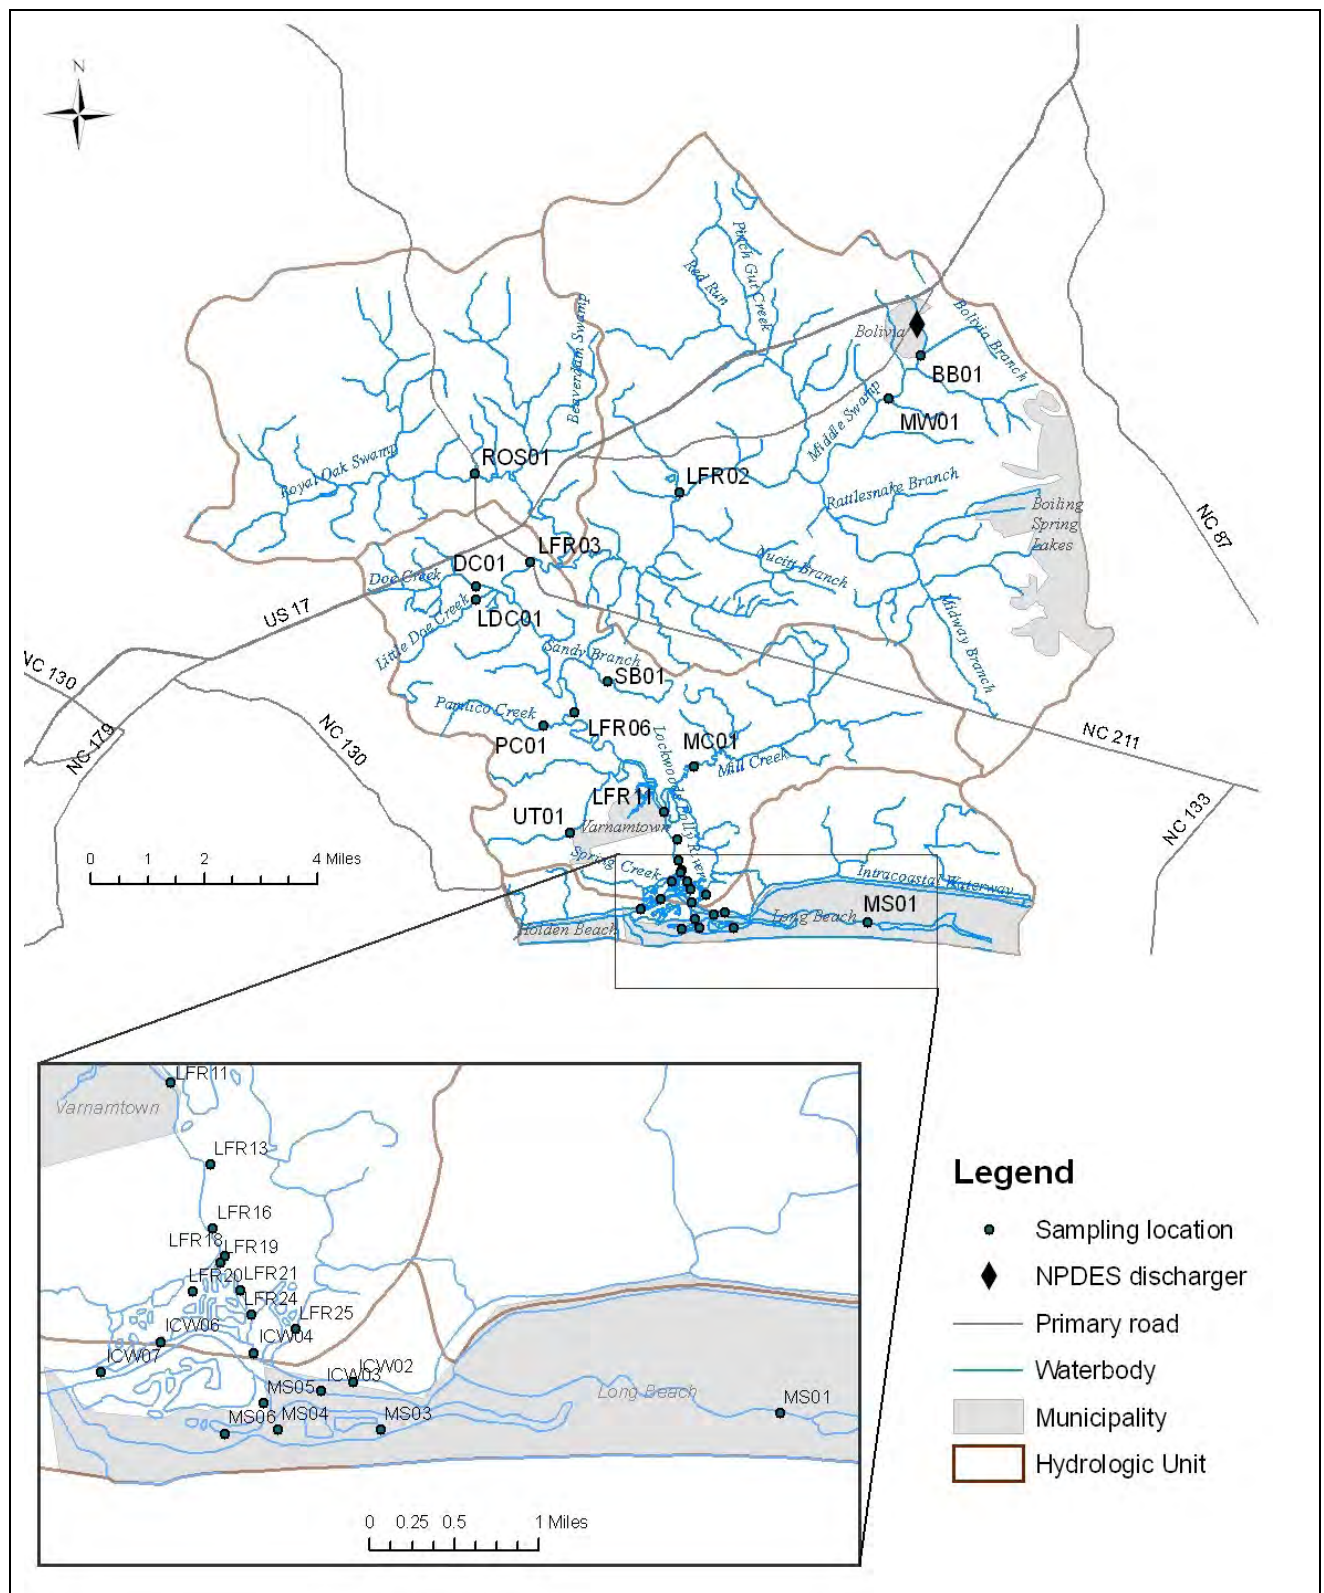 N
Pinch Gut Creek
Red Run
Beaverdam Swamp
Bolivia
Bolivia Branch
BB01
MW01
Middle Swamp
Royal Oak Swamp
ROS01
LFR02
Rattlesnake Branch
Boiling
Spring
Lakes
NC 87
LFR03
DC01
Doe Creek
LDC01
Little Doe Creek
Midway Branch
US 17
Sandy Branch
SB01
NC 130
NC 179
NC 130
Pamlico Creek
PC01
LFR06
MC01
Mill Creek
NC 211
NC 133
LFR11
UT01
Varnamtown
Spring Creek
Intracoastal Waterway
MS01
Long Beach
Holden Beach
0 1 2 4 Miles
LFR11
Varnamtown
LFR13
LFR16
LFR18
LFR19
LFR20
LFR21
LFR24
LFR25
ICW06
ICW04
ICW07
ICW02
ICW03
MS05
MS06
MS04
MS03
Long Beach
MS01
0 0.25 0.5 1 Miles
Legend
Sampling location
NPDES discharger
Primary road
Waterbody
Municipality
Hydrologic Unit